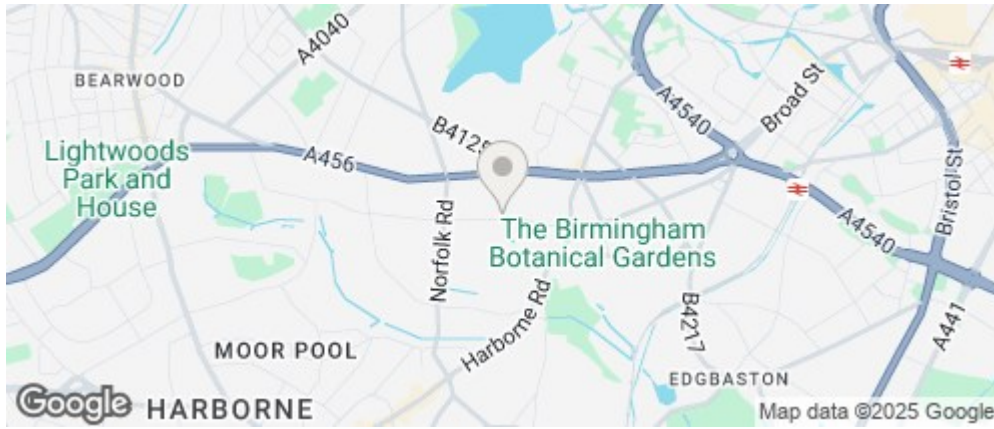 A4040
BEARWOOD
Broad St
A4540
B4125
Lightwoods
Park and
House
A456
Bristol St
Norfolk Rd
The Birmingham
Botanical Gardens
A4540
Harborne Rd
B4217
A441
MOOR POOL
EDGBASTON
Google
HARBORNE
Map data ©2025 Google